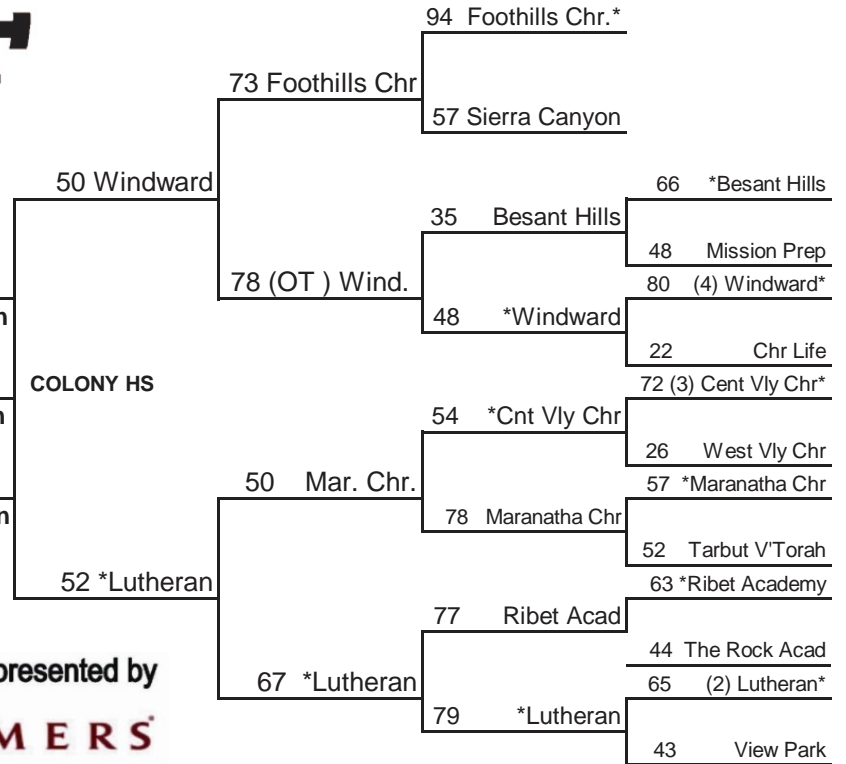 94 Foothills Chr.*
73 Foothills Chr
57 Sierra Canyon
50 Windward
66 *Besant Hills
35 Besant Hills
48 Mission Prep
78 (OT ) Wind.
80 (4) Windward*
48 *Windward
22 Chr Life
COLONY HS
72 (3) Cent Vly Chr*
54 *Cnt Vly Chr
26 West Vly Chr
50 Mar. Chr.
57 *Maranatha Chr
78 Maranatha Chr
52 Tarbut V'Torah
52 *Lutheran
63 *Ribet Academy
77 Ribet Acad
44 The Rock Acad
presented by
67 *Lutheran
65 (2) Lutheran*
79 *Lutheran
MERS
43 View Park